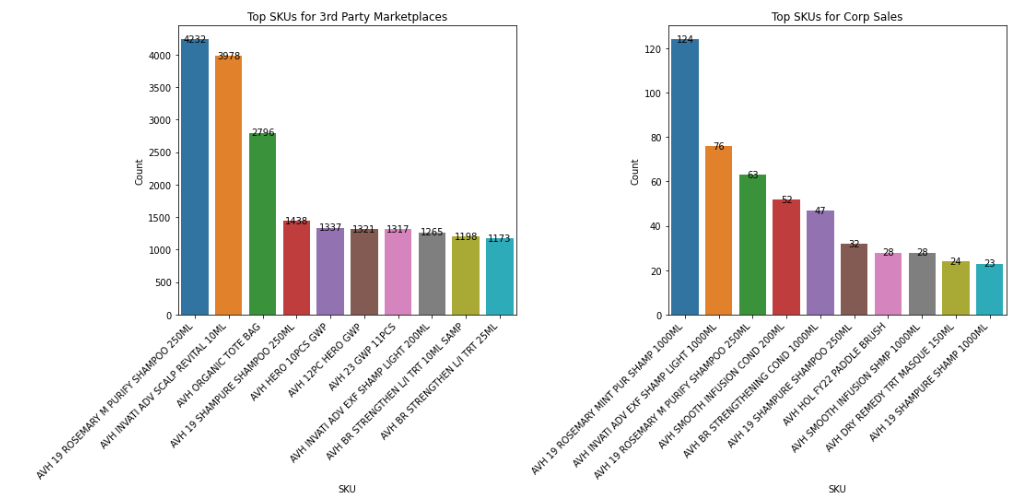 Top SKUs for 3rd Party Marketplaces
4232
3978
2796
1438
1337
1321
1317
1265
1198
1173
4000
3500
3000
2500
2000
1500
1000
500
0
Count
AVH 19 ROSEMARY M PURIFY SHAMPOO 250ML
AVH INVATI ADV SCALP REVITAL 10ML
AVH ORGANIC TOTE BAG
AVH 19 SHAMPURE SHAMPOO 250ML
AVH HERO 10PCS GWP
AVH 12PC HERO GWP
AVH 23 GWP 11PCS
AVH INVATI ADV EXF SHAMP LIGHT 200ML
AVH BR STRENGTHEN L/I TRT 10ML SAMP
AVH BR STRENGTHEN L/I TRT 25ML
SKU
Top SKUs for Corp Sales
124
76
63
52
47
32
28
28
24
23
120
100
80
60
40
20
0
Count
AVH 19 ROSEMARY MINT PUR SHAMP 1000ML
AVH INVATI ADV EXF SHAMP LIGHT 1000ML
AVH 19 ROSEMARY M PURIFY SHAMPOO 250ML
AVH SMOOTH INFUSION COND 200ML
AVH BR STRENGTHENING COND 1000ML
AVH 19 SHAMPURE SHAMPOO 250ML
AVH HOL FY22 PADDLE BRUSH
AVH SMOOTH INFUSION SHMP 1000ML
AVH DRY REMEDY TRT MASQUE 150ML
AVH 19 SHAMPURE SHAMP 1000ML
SKU